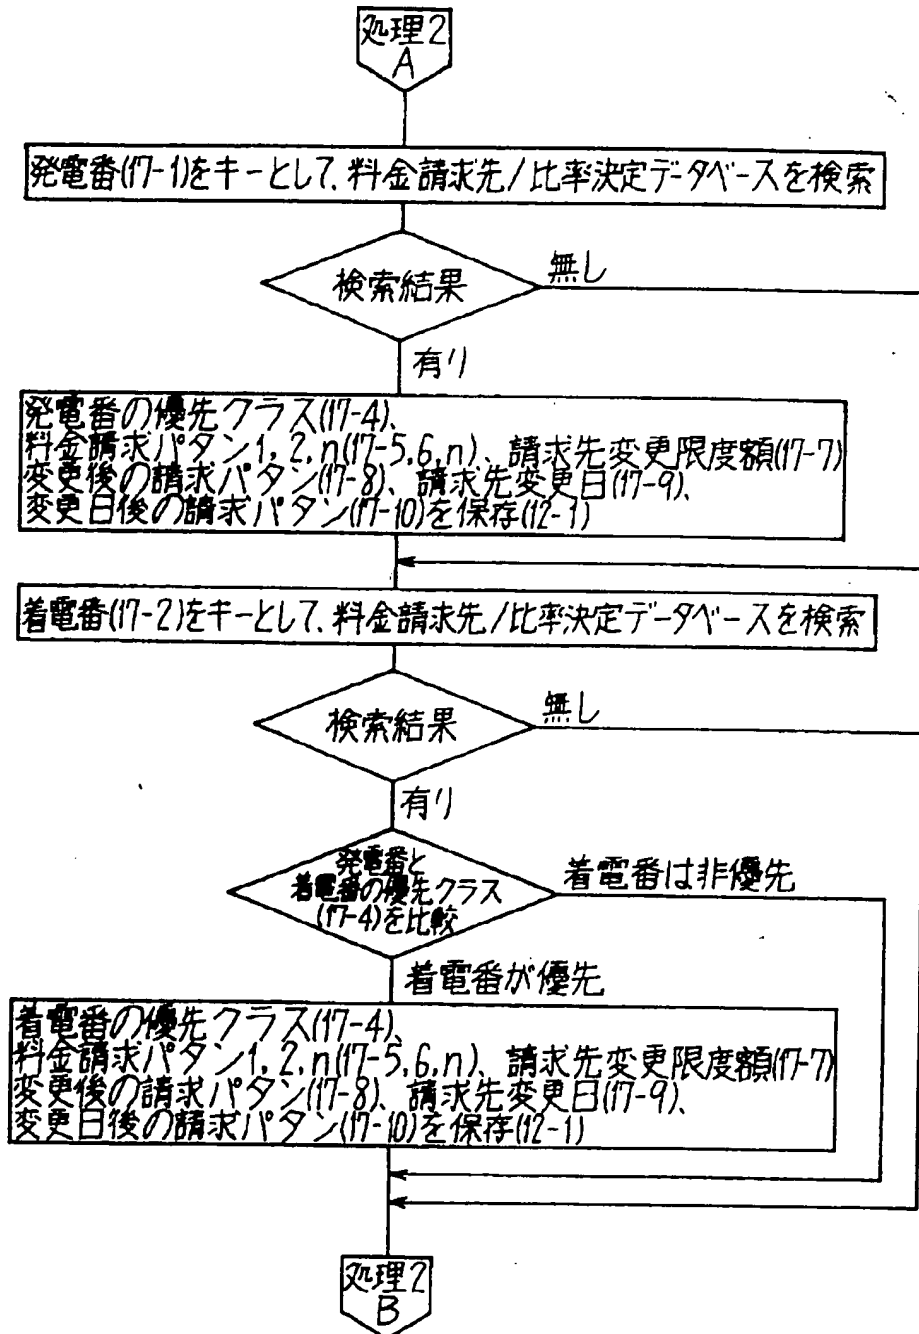 処理2
A
発電番(17-1)をキーとして、料金請求先/比率決定データベースを検索
検索結果
無し
有り
発電番の優先クラス(17-4)、
料金請求パタン1,2,n(17-5,6,n)、請求先変更限度額(17-7)
変更後の請求パタン(17-8)、請求先変更日(17-9)、
変更日後の請求パタン(17-10)を保存(12-1)
着電番(17-2)をキーとして、料金請求先/比率決定データベースを検索
検索結果
無し
有り
発電番と
着電番の優先クラス
(17-4)を比較
着電番は非優先
着電番が優先
着電番の優先クラス(17-4)、
料金請求パタン1,2,n(17-5,6,n)、請求先変更限度額(17-7)
変更後の請求パタン(17-8)、請求先変更日(17-9)、
変更日後の請求パタン(17-10)を保存(12-1)
処理2
B